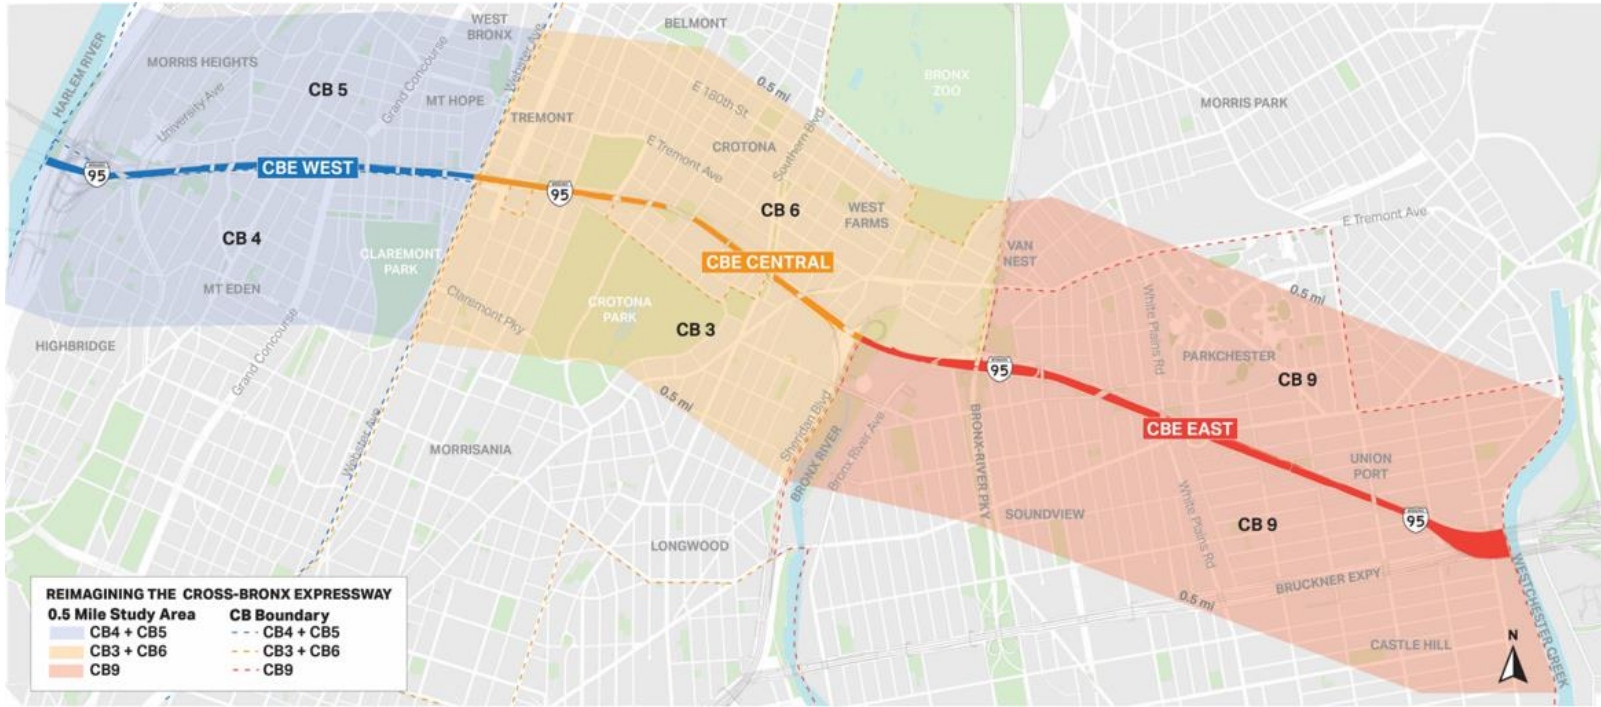 WEST
BRONX
BELMONT
HARLEM RIVER
MORRIS HEIGHTS
CB 5
University Ave
Grand Concourse
MT HOPE
Webster Ave
TREMONT
0.5 mi
E 180th St
BRONX
ZOO
MORRIS PARK
E Tremont Ave
CROTONA
Southern Blvd
95
CBE WEST
95
CB 6
WEST
FARMS
E Tremont Ave
CB 4
CLAREMONT
PARK
VAN
NEST
CBE CENTRAL
MT EDEN
Claremont Pky
CROTONA
PARK
CB 3
White Plains Rd
0.5 mi
HIGHBRIDGE
Grand Concourse
PARKCHESTER
CB 9
95
0.5 mi
Sheridan Blvd
BRONX RIVER
Bronx River Ave
BRONX-RIVER PKY
CBE EAST
Webster Ave
MORRISANIA
UNION
PORT
White Plains Rd
SOUNDVIEW
CB 9
95
LONGWOOD
BRUCKNER EXPY
0.5 mi
WESTCHESTER CREEK
CASTLE HILL
N
REIMAGINING THE CROSS-BRONX EXPRESSWAY
0.5 Mile Study Area
CB4 + CB5
CB3 + CB6
CB9
CB Boundary
CB4 + CB5
CB3 + CB6
CB9